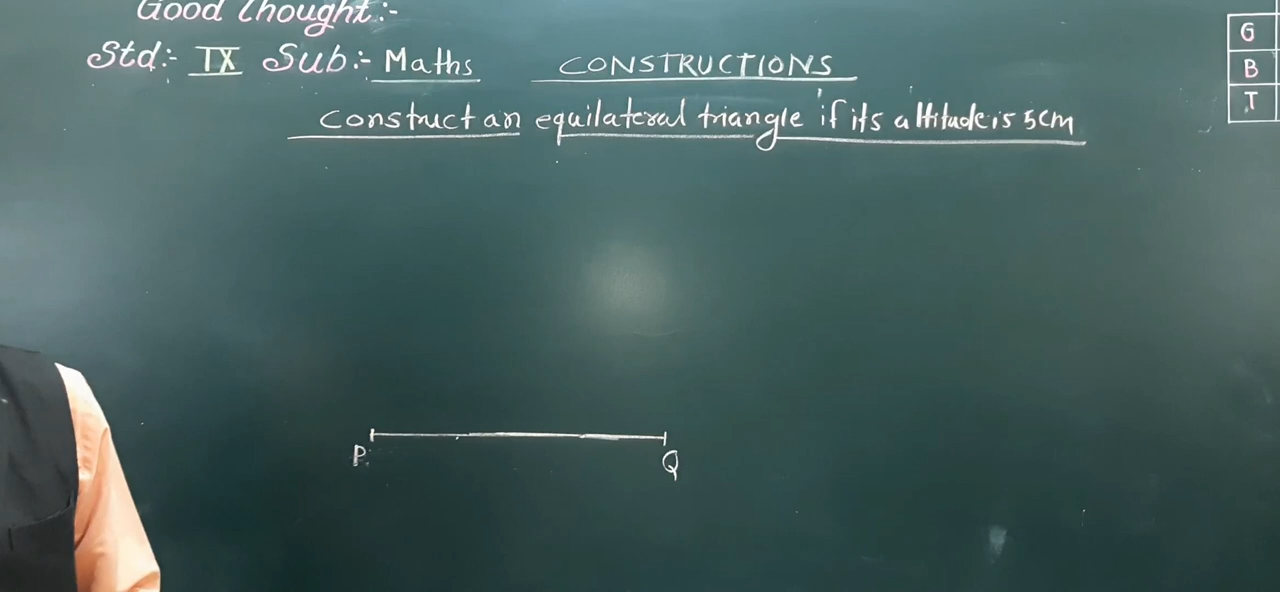 Good Thought:-
Std:- IX Sub:- Maths CONSTRUCTIONS
construct an equilateral triangle if its altitude is 5cm
G
B
T
P
Q